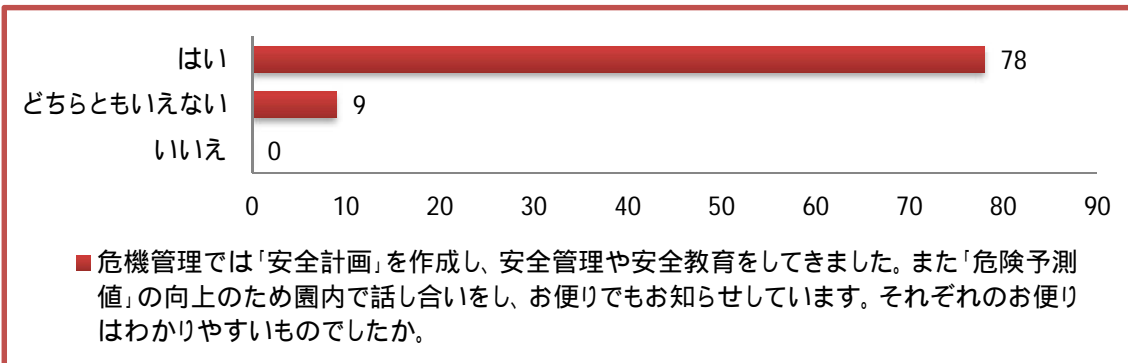 はい 78
どちらともいえない 9
いいえ 0
0 10 20 30 40 50 60 70 80 90
危機管理では「安全計画」を作成し、安全管理や安全教育をしてきました。また「危険予測
値」の向上のため園内で話し合いをし、お便りでもお知らせしています。それぞれのお便り
はわかりやすいものでしたか。